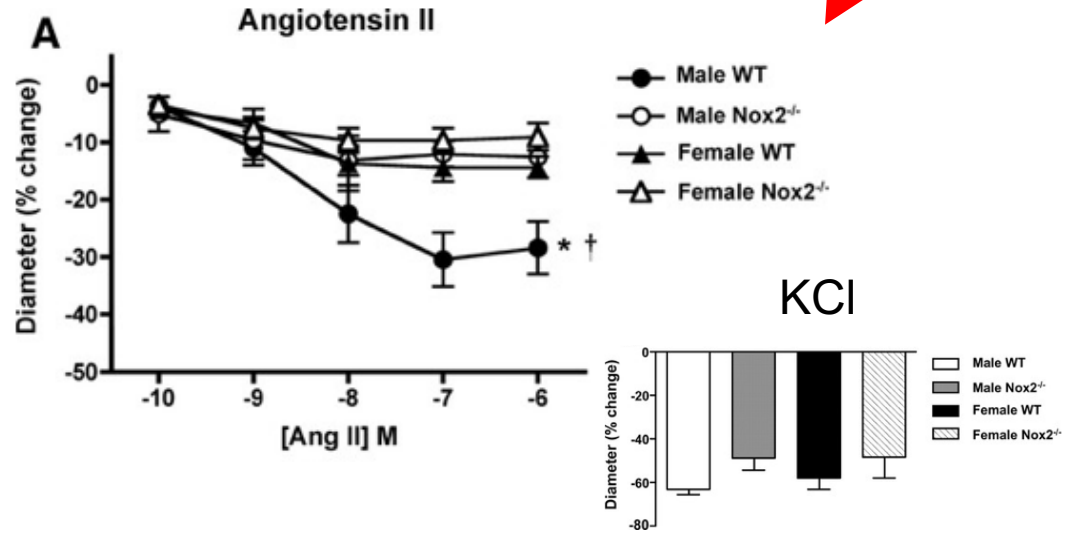 A
Angiotensin II
Diameter (% change)
0
-10
-20
-30
-40
-50
-10 -9 -8 -7 -6
[Ang II] M
* †
Male WT
Male Nox2-/-
Female WT
Female Nox2-/-
KCl
Diameter (% change)
0
-20
-40
-60
-80
Male WT
Male Nox2-/-
Female WT
Female Nox2-/-